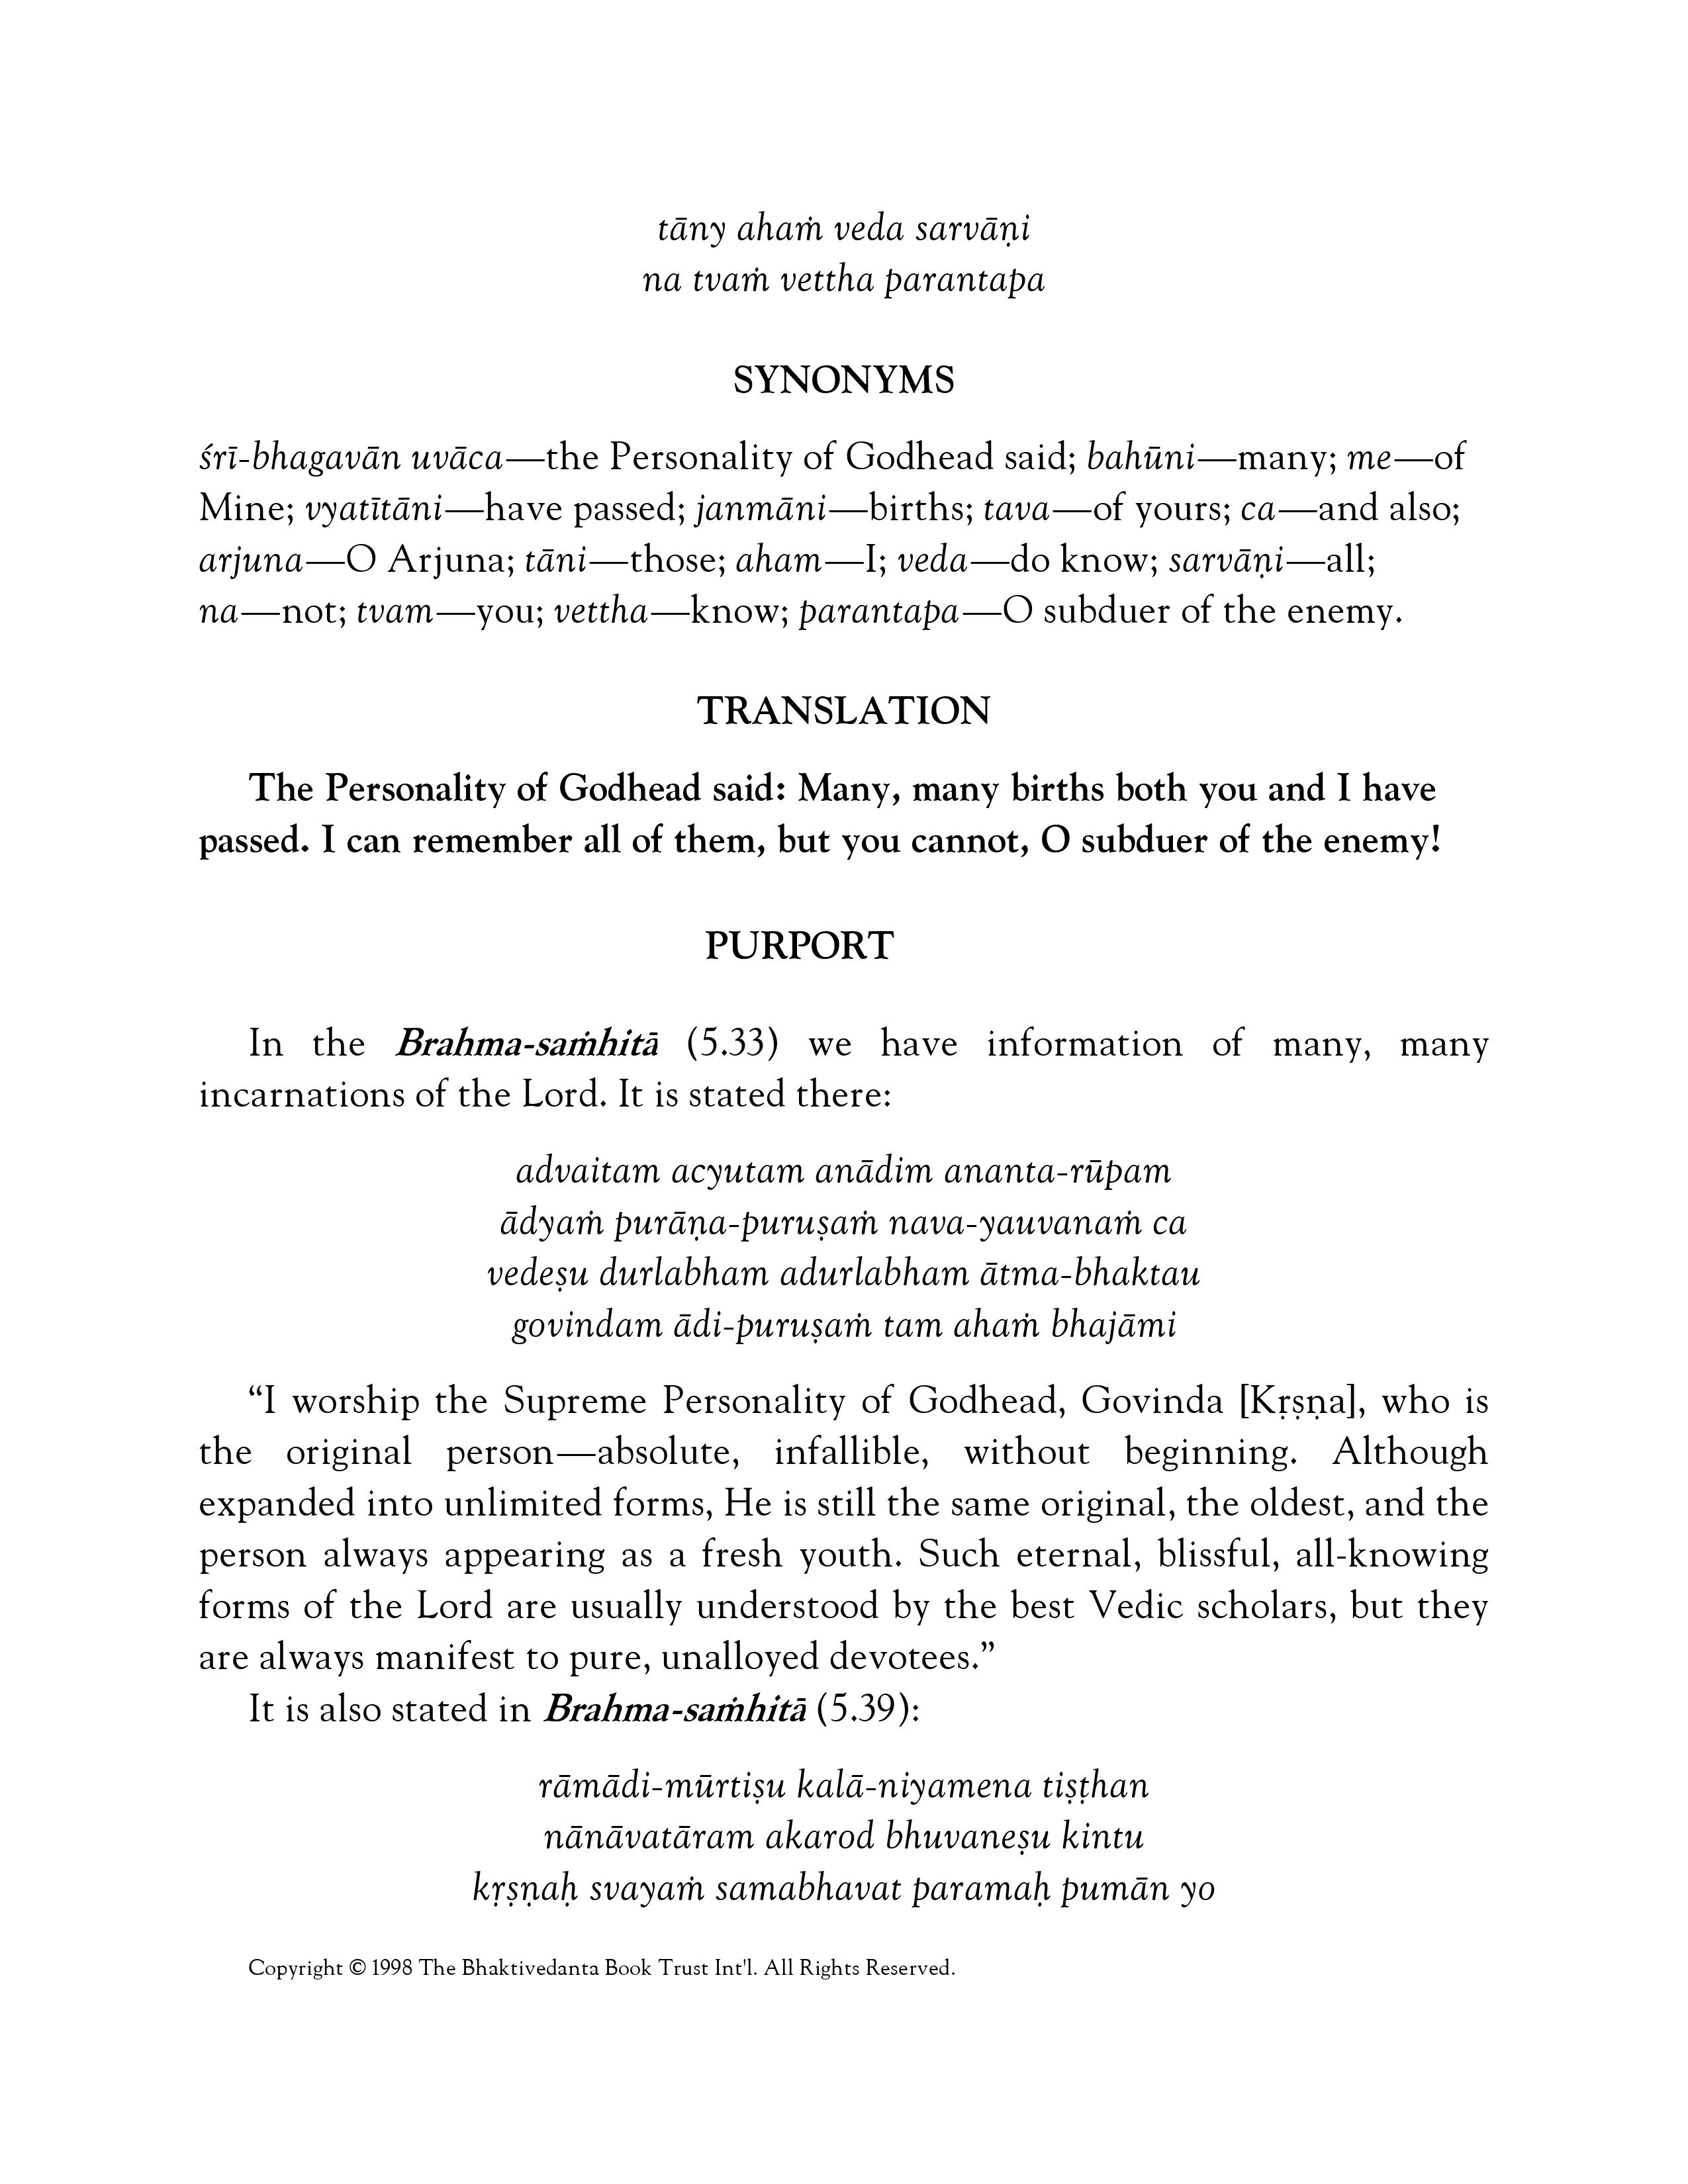 tāny ahaṁ veda sarvāṇi
na tvaṁ vettha parantapa
SYNONYMS
śrī-bhagavān uvāca—the Personality of Godhead said; bahūni—many; me—of
Mine; vyatītāni—have passed; janmāni—births; tava—of yours; ca—and also;
arjuna—O Arjuna; tāni—those; aham—I; veda—do know; sarvāṇi—all;
na—not; tvam—you; vettha—know; parantapa—O subduer of the enemy.
TRANSLATION
The Personality of Godhead said: Many, many births both you and I have
passed. I can remember all of them, but you cannot, O subduer of the enemy!
PURPORT
In the Brahma-saṁhitā (5.33) we have information of many, many
incarnations of the Lord. It is stated there:
advaitam acyutam anādim ananta-rūpam
ādyaṁ purāṇa-puruṣaṁ nava-yauvanaṁ ca
vedeṣu durlabham adurlabham ātma-bhaktau
govindam ādi-puruṣaṁ tam ahaṁ bhajāmi
“I worship the Supreme Personality of Godhead, Govinda [Kṛṣṇa], who is
the original person—absolute, infallible, without beginning. Although
expanded into unlimited forms, He is still the same original, the oldest, and the
person always appearing as a fresh youth. Such eternal, blissful, all-knowing
forms of the Lord are usually understood by the best Vedic scholars, but they
are always manifest to pure, unalloyed devotees.”
It is also stated in Brahma-saṁhitā (5.39):
rāmādi-mūrtiṣu kalā-niyamena tiṣṭhan
nānāvatāram akarod bhuvaneṣu kintu
kṛṣṇaḥ svayaṁ samabhavat paramaḥ pumān yo
Copyright © 1998 The Bhaktivedanta Book Trust Int'l. All Rights Reserved.